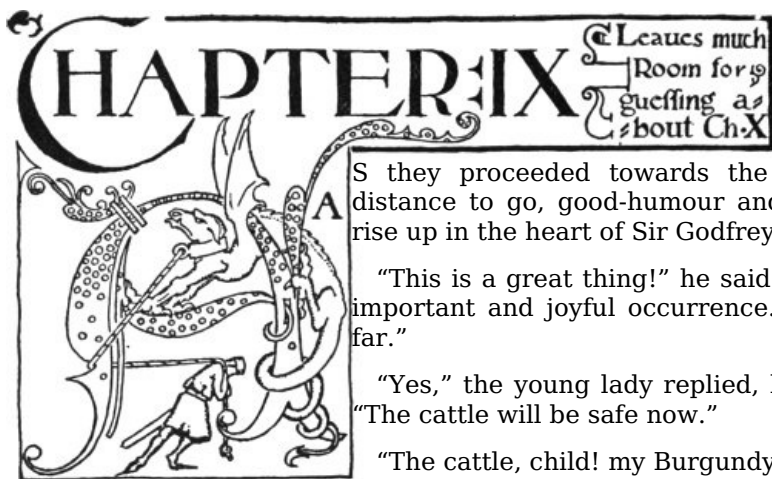 CHAPTER IX
Leaues much
Room for
guessing a=
=bout Ch·X
AS they proceeded towards the
distance to go, good-humour and
rise up in the heart of Sir Godfrey
“This is a great thing!” he said
important and joyful occurrence.
far.”
“Yes,” the young lady replied,
“The cattle will be safe now.”
“The cattle, child! my Burgundy